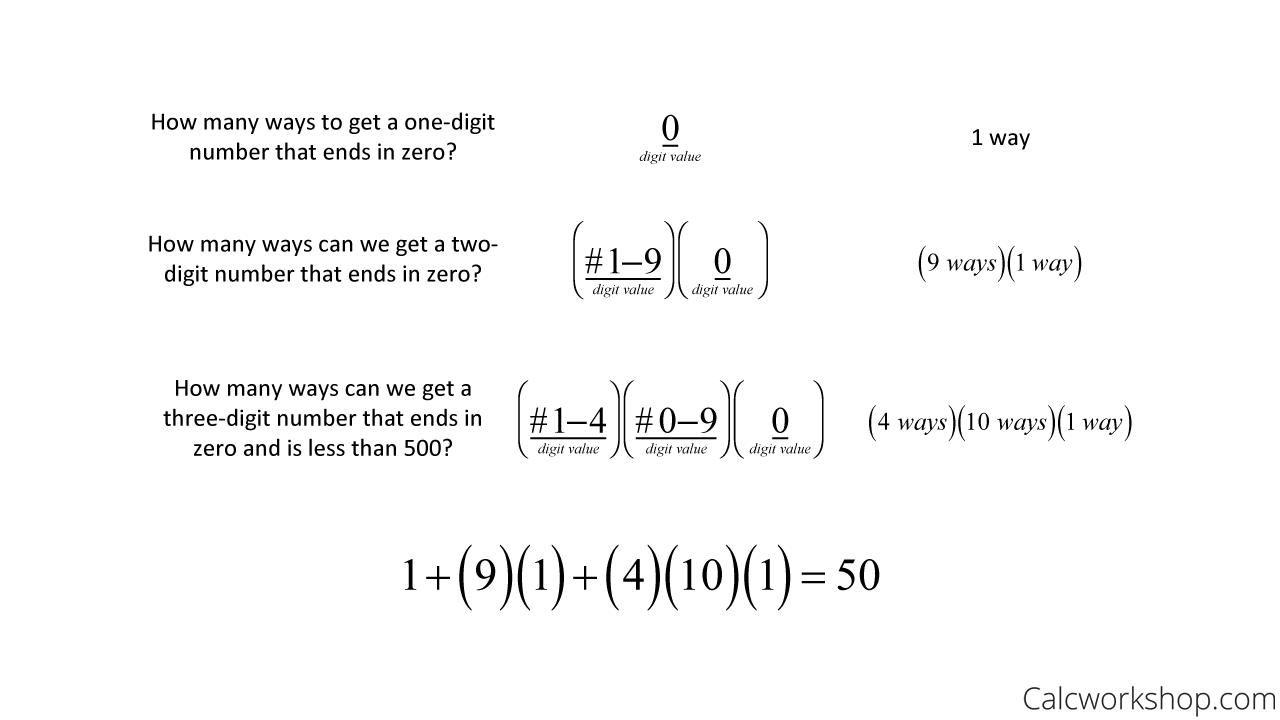 How many ways to get a one-digit
number that ends in zero?
0
digit value
1 way
How many ways can we get a two-
digit number that ends in zero?
(#1–9)(0)
digit value digit value
(9 ways)(1 way)
How many ways can we get a
three-digit number that ends in
zero and is less than 500?
(#1–4)(#0–9)(0)
digit value digit value digit value
(4 ways)(10 ways)(1 way)
1+(9)(1)+(4)(10)(1)=50
Calcworkshop.com